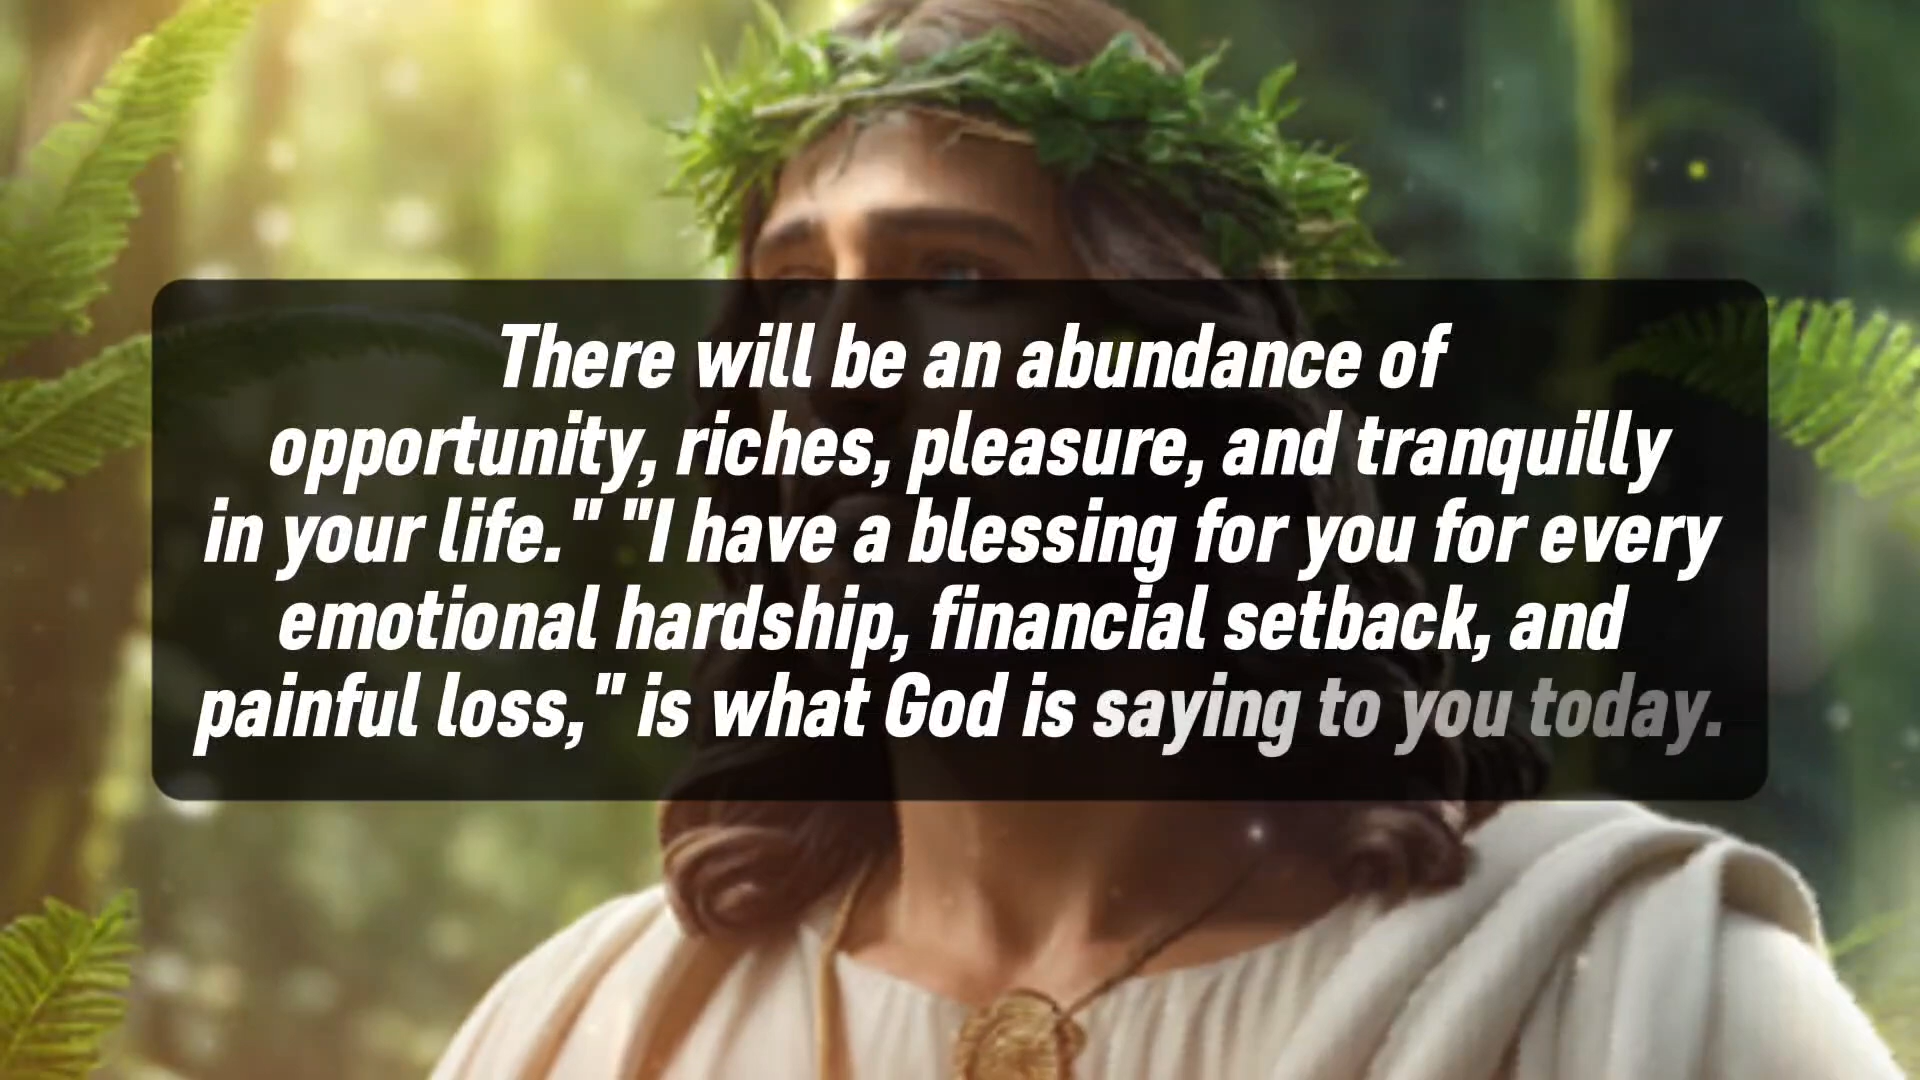 There will be an abundance of
opportunity, riches, pleasure, and tranquilly
in your life." "I have a blessing for you for every
emotional hardship, financial setback, and
painful loss," is what God is saying to you today.